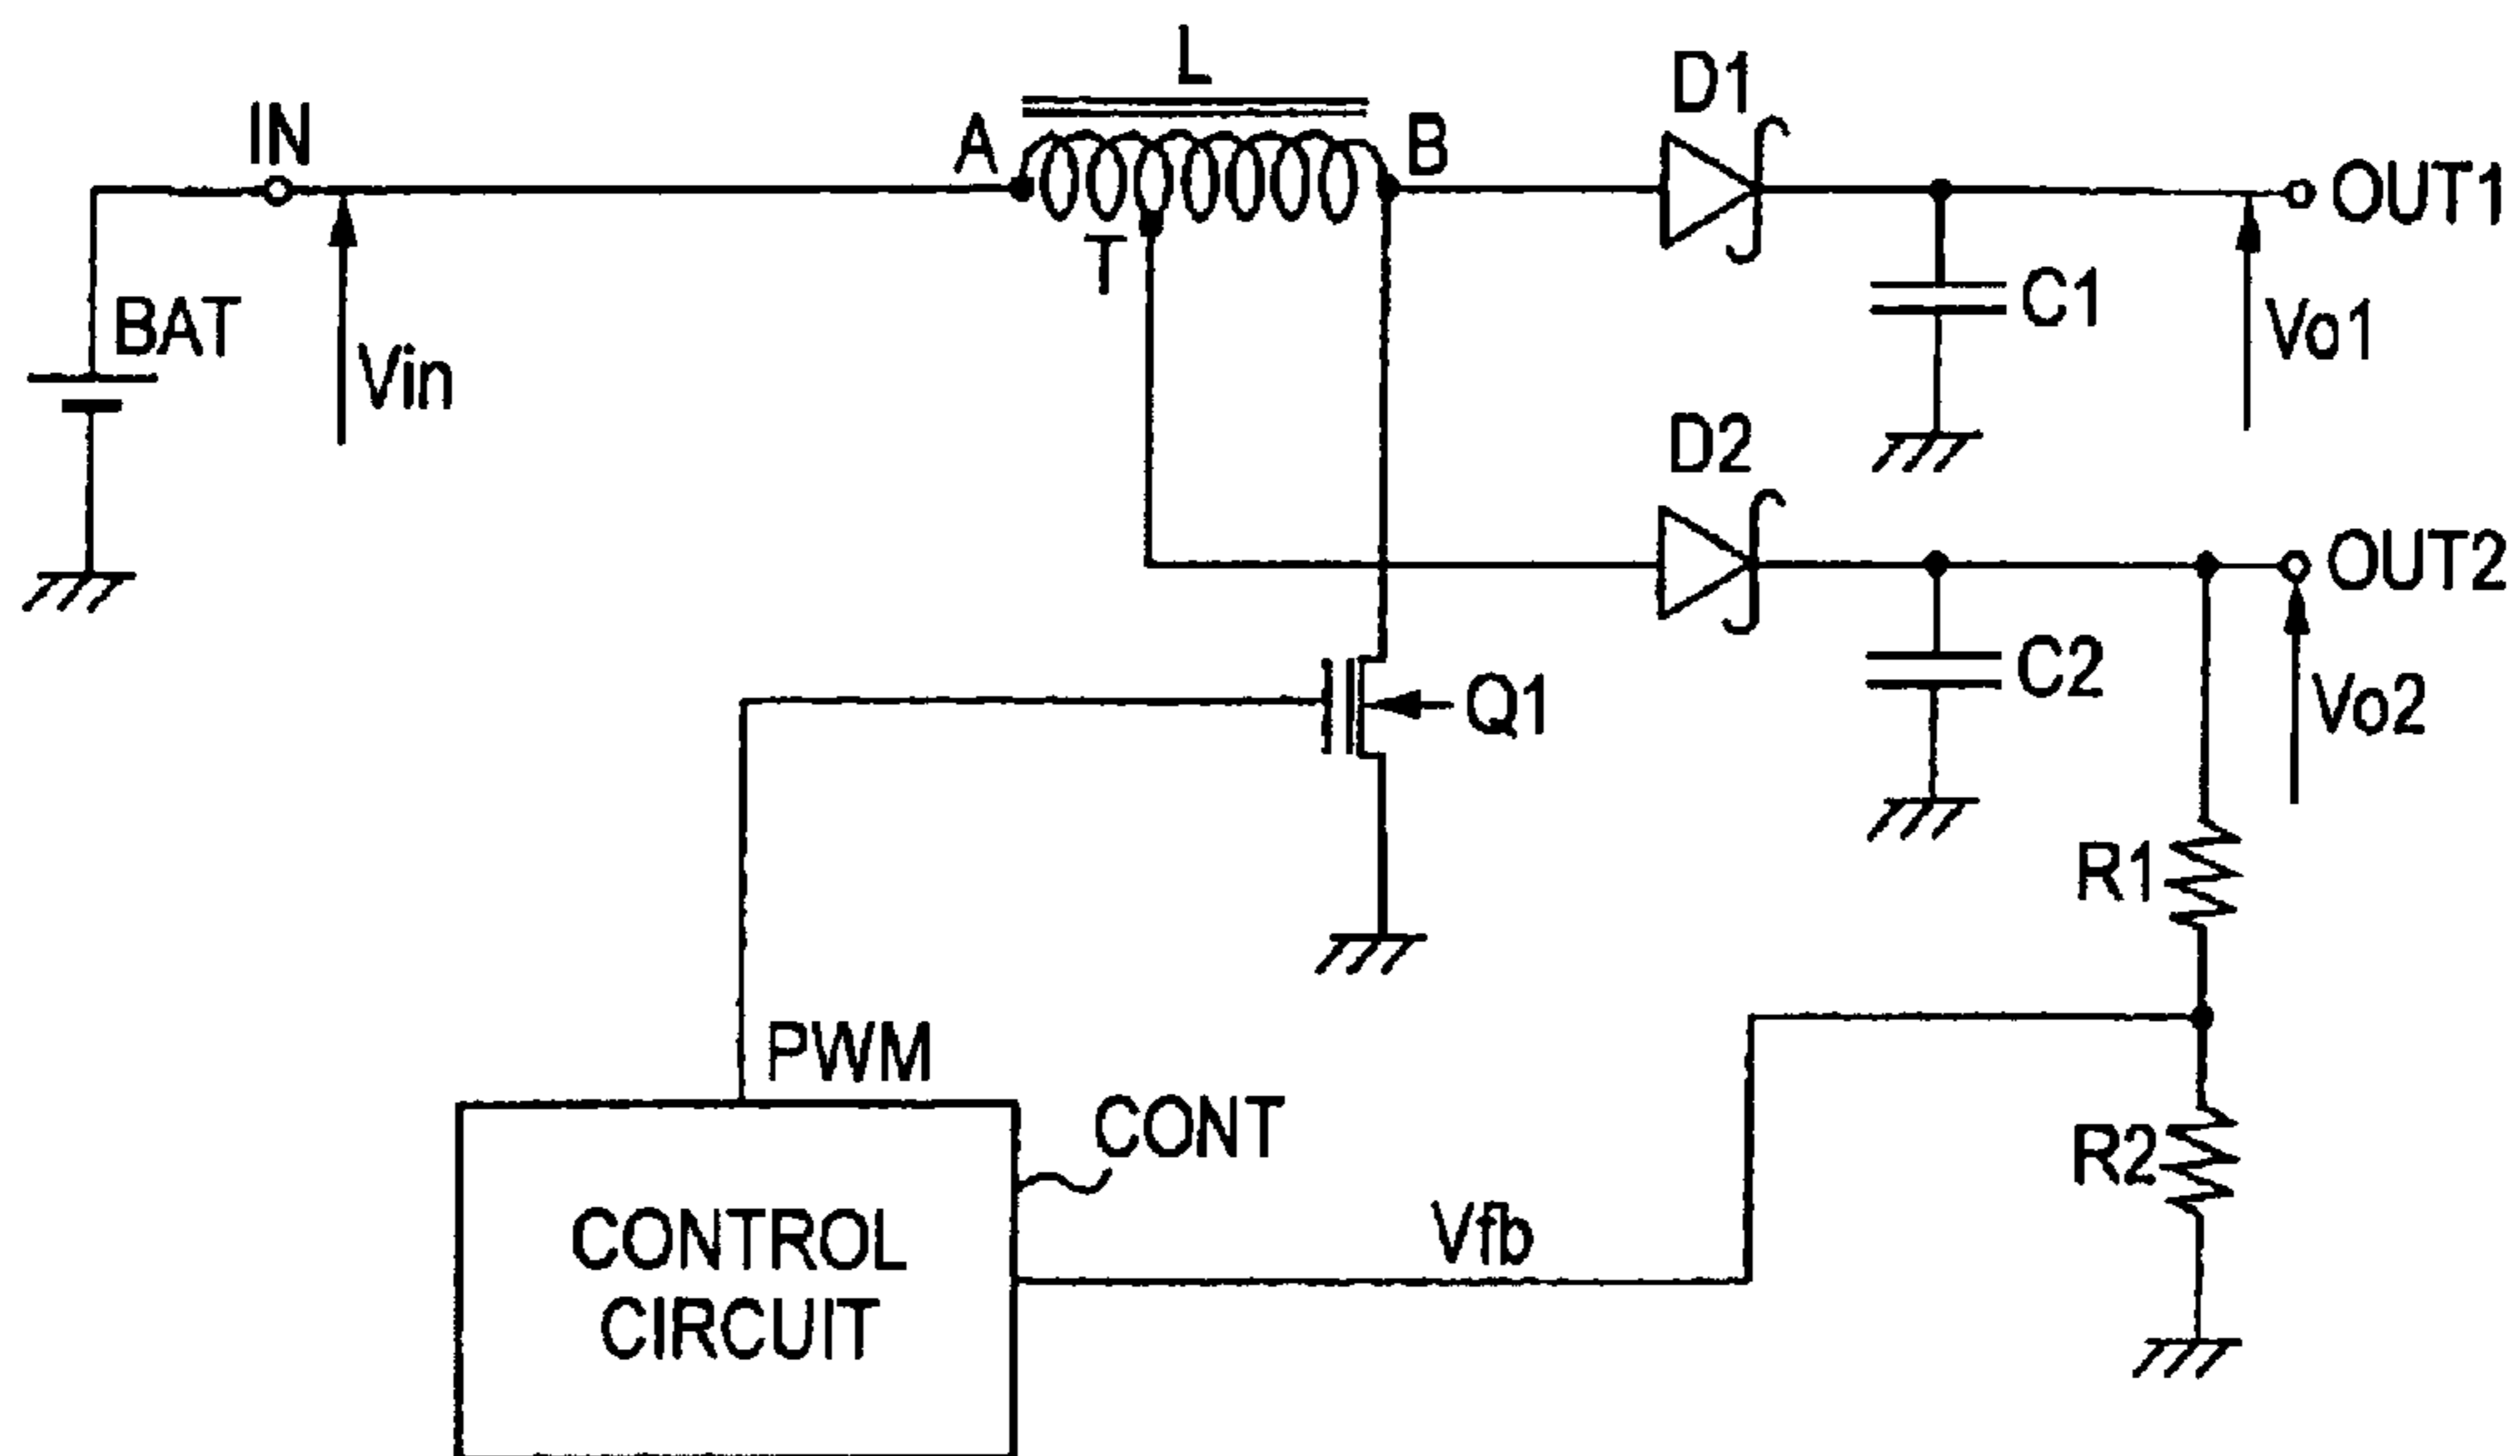 L
D1
IN
A
B
OUT1
T
BAT
C1
Vo1
Vin
D2
OUT2
C2
Q1
Vo2
R1
PWM
CONT
R2
Vfb
CONTROL
CIRCUIT